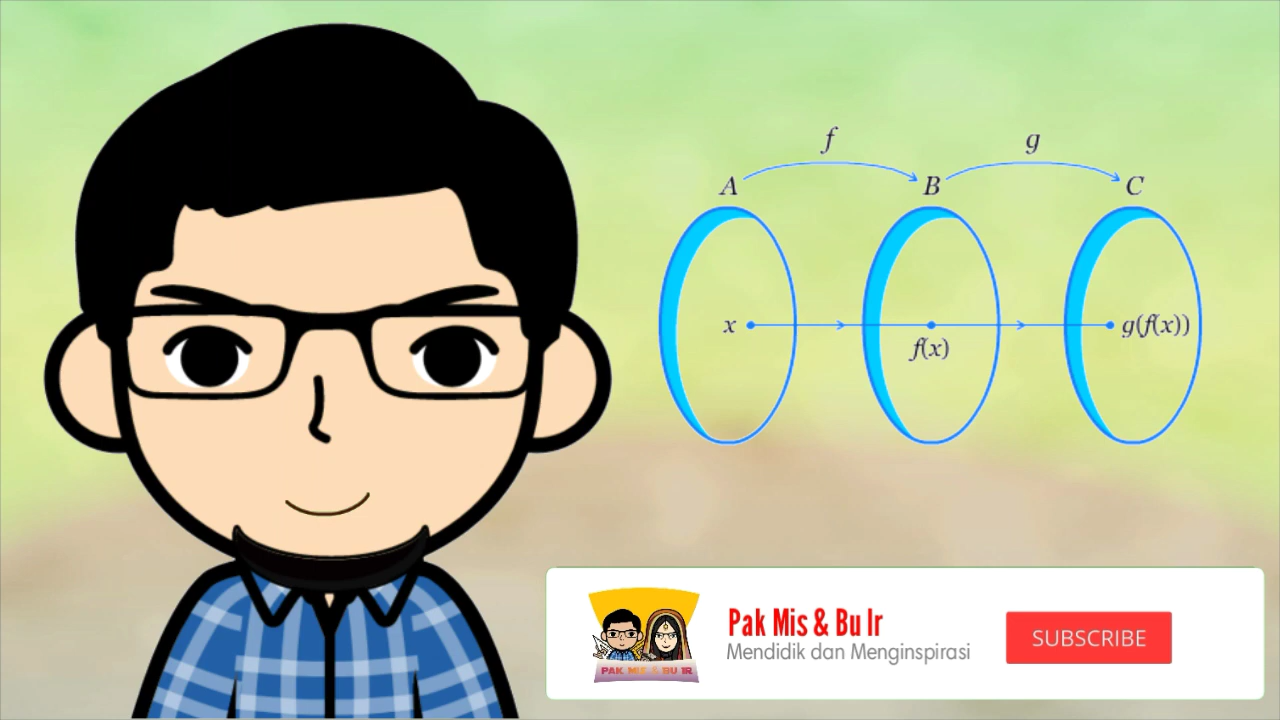 f g
A B C
x f(x) g(f(x))
Pak Mis & Bu Ir
Mendidik dan Menginspirasi
SUBSCRIBE
PAK MIS & BU IR